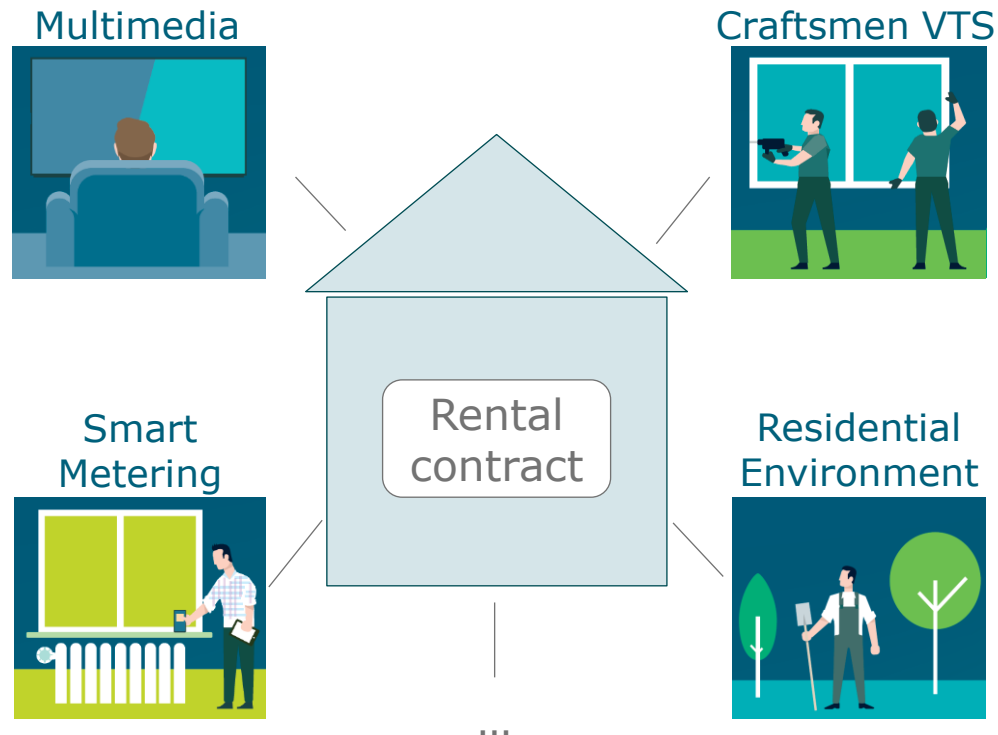 Multimedia
Craftsmen VTS
Rental
contract
Smart
Metering
Residential
Environment
...